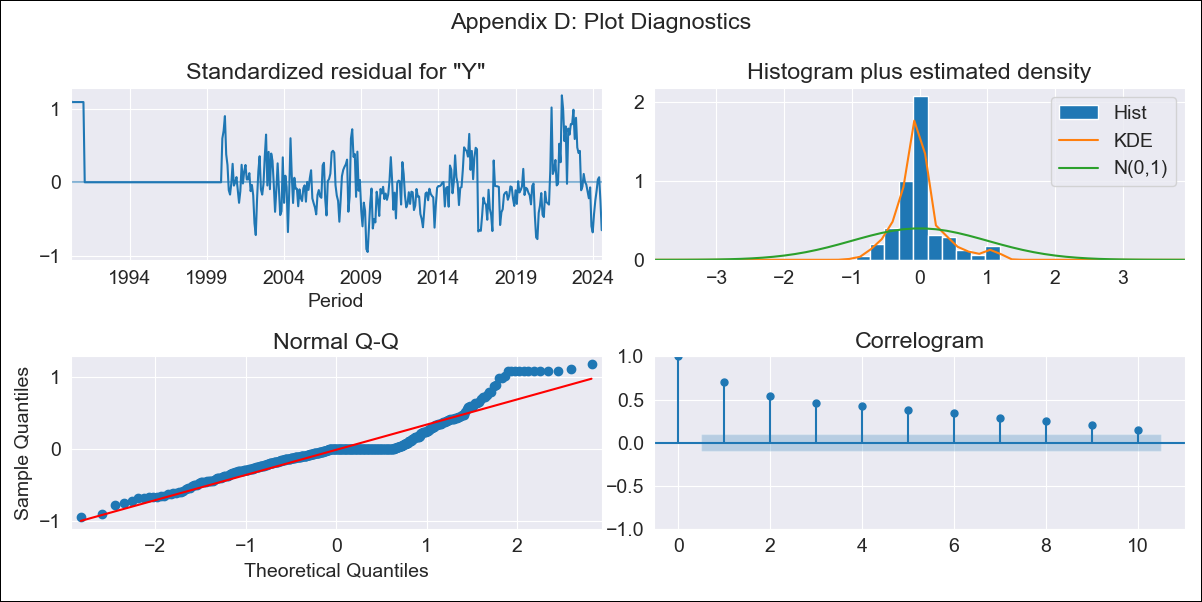 Appendix D: Plot Diagnostics
Standardized residual for "Y"
1
0
−1
1994 1999 2004 2009 2014 2019 2024
Period
Histogram plus estimated density
2
1
0
Hist
KDE
N(0,1)
−3 −2 −1 0 1 2 3
Normal Q-Q
Sample Quantiles
1
0
−1
−2 −1 0 1 2
Theoretical Quantiles
Correlogram
1.0
0.5
0.0
−0.5
−1.0
0 2 4 6 8 10